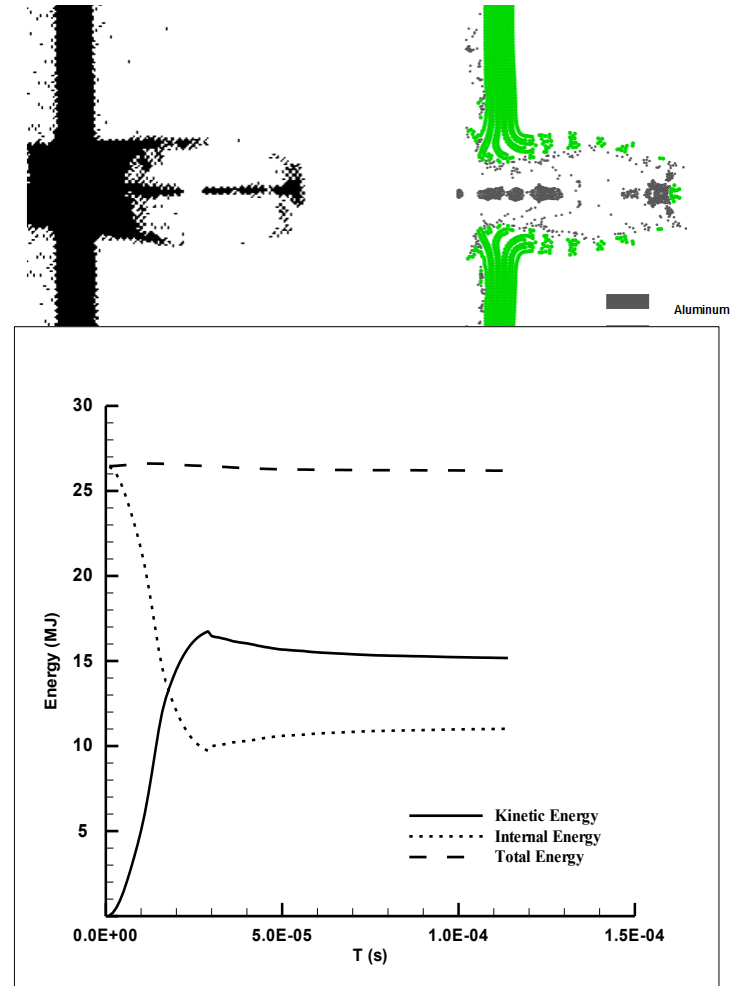 Aluminum
30
25
20
15
10
5
Energy (MJ)
Kinetic Energy
Internal Energy
Total Energy
0.0E+00 5.0E-05 1.0E-04 1.5E-04
T (s)